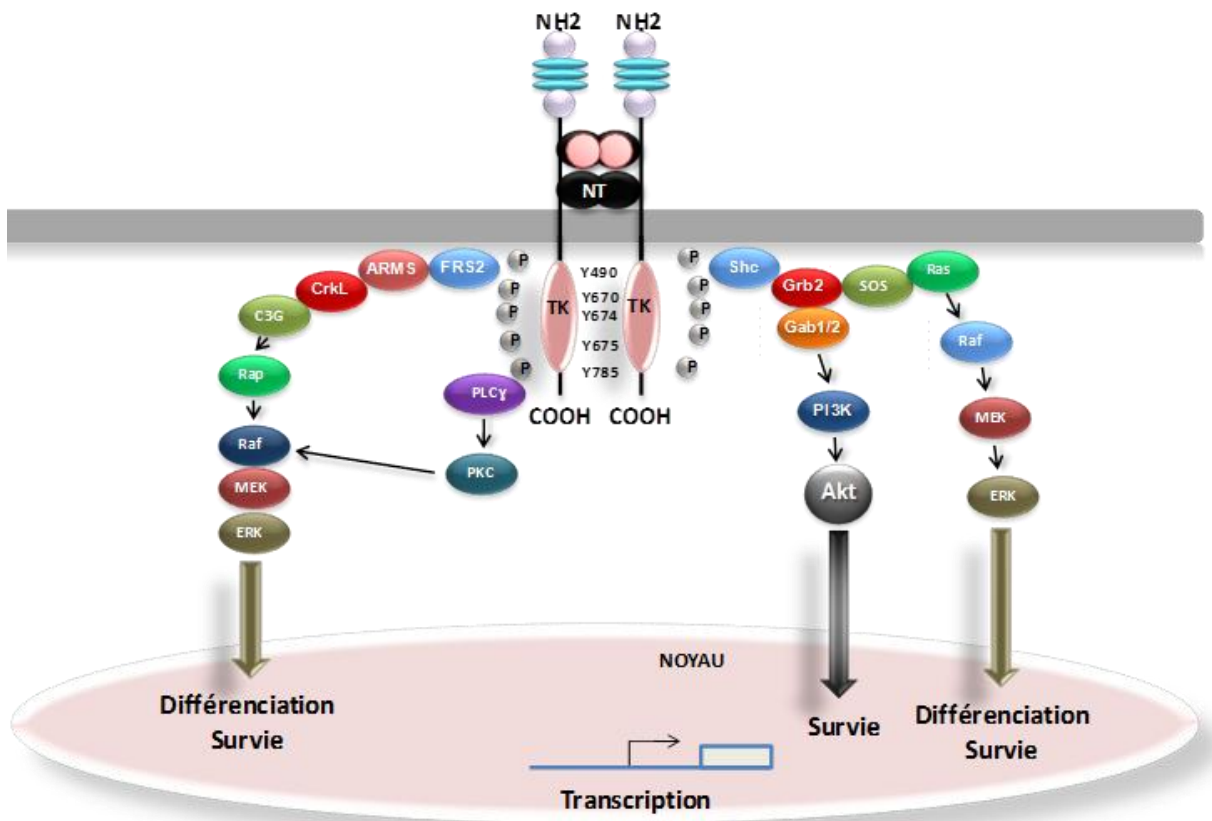 NH2 NH2
NT
ARMS FRS2 P
CrkL
C3G
Rap
Raf
MEK
ERK
P
P
P
P
PLCɣ
PKC
TK TK
Y490
Y670
Y674
Y675
Y785
COOH COOH
P
P
P
P
P
Shc
Grb2
SOS
Ras
Gab1/2
PI3K
Akt
Raf
MEK
ERK
NOYAU
Différenciation
Survie
Survie
Différenciation
Survie
Transcription